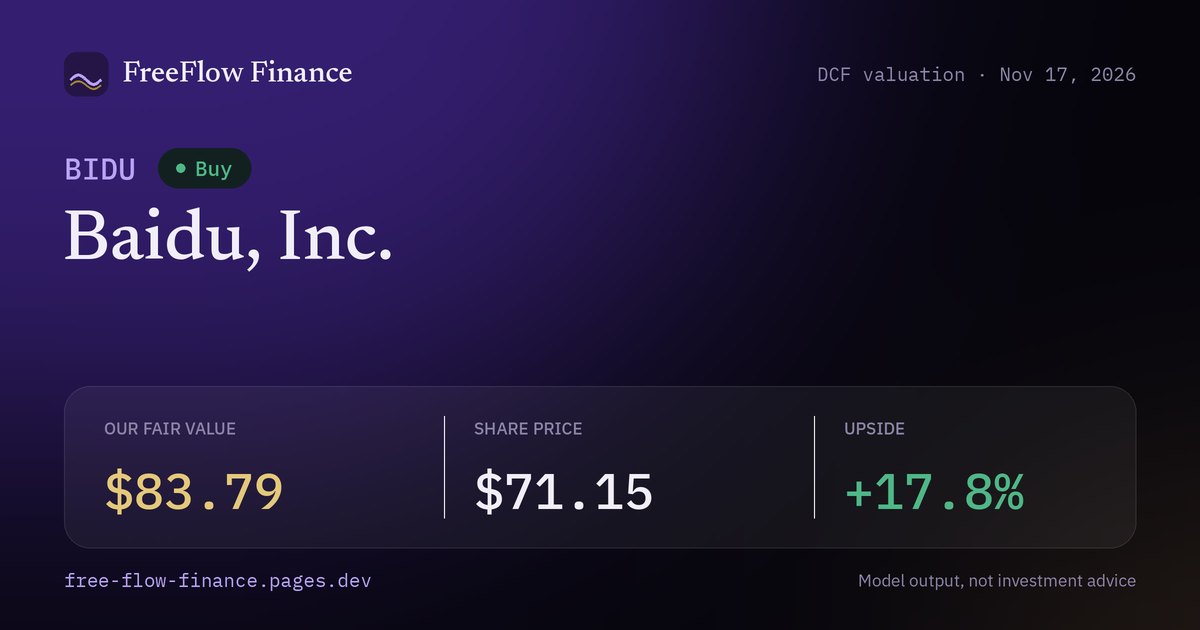 FreeFlow Finance
DCF valuation · Nov 17, 2026
BIDU
Buy
Baidu, Inc.
OUR FAIR VALUE
$83.79
SHARE PRICE
$71.15
UPSIDE
+17.8%
free-flow-finance.pages.dev
Model output, not investment advice